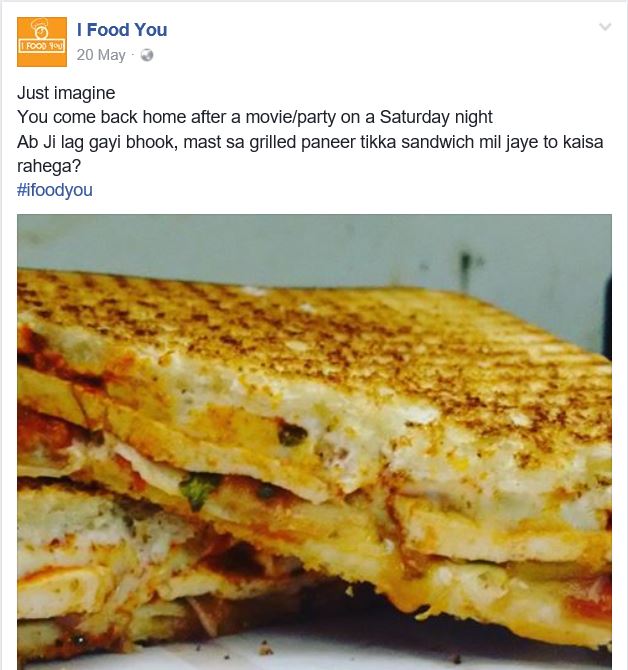 I FOOD YOU
I Food You
20 May ·
Just imagine
You come back home after a movie/party on a Saturday night
Ab Ji lag gayi bhook, mast sa grilled paneer tikka sandwich mil jaye to kaisa
rahega?
#ifoodyou